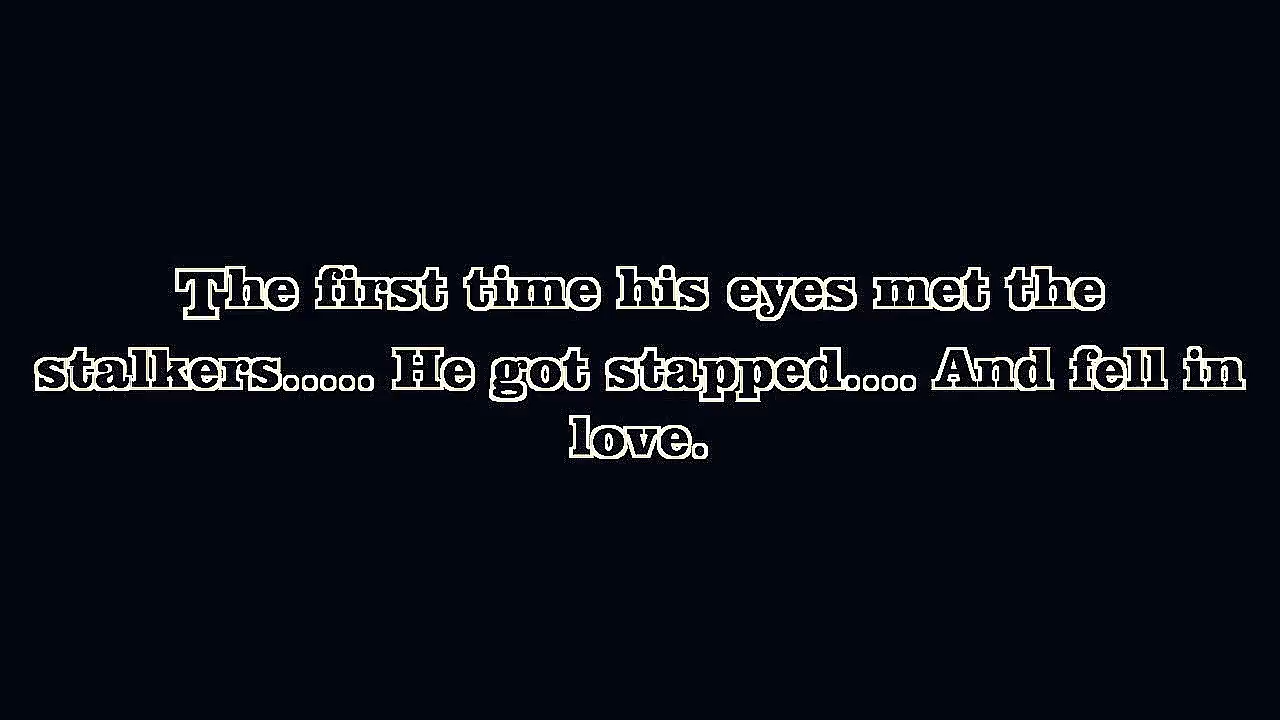 The first time his eyes met the
stalkers..... He got stapped.... And fell in
love.